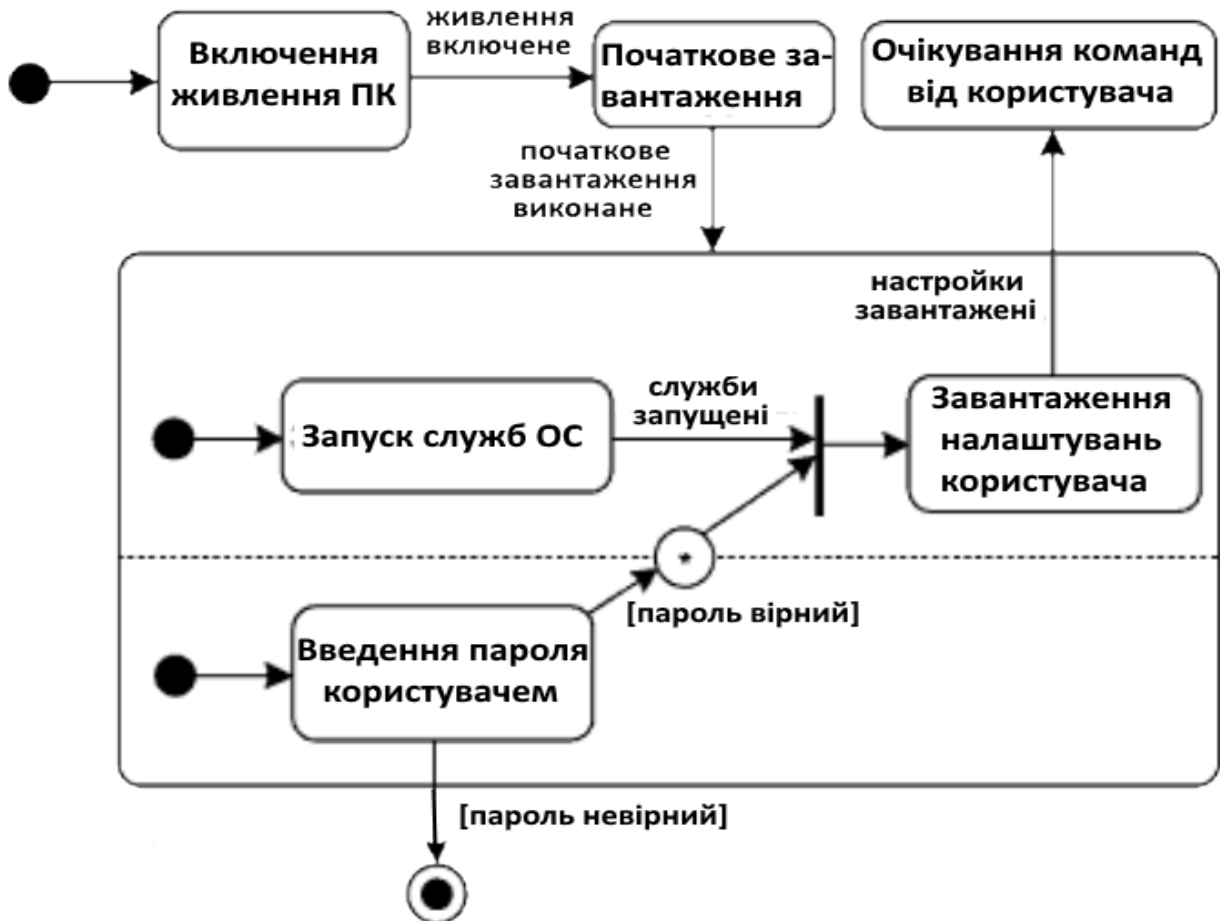 Включення
живлення ПК
живлення
включене
Початкове за-
вантаження
Очікування команд
від користувача
початкове
завантаження
виконане
настройки
завантажені
Запуск служб ОС
служби
запущені
Завантаження
налаштувань
користувача
*
[пароль вірний]
Введення пароля
користувачем
[пароль невірний]